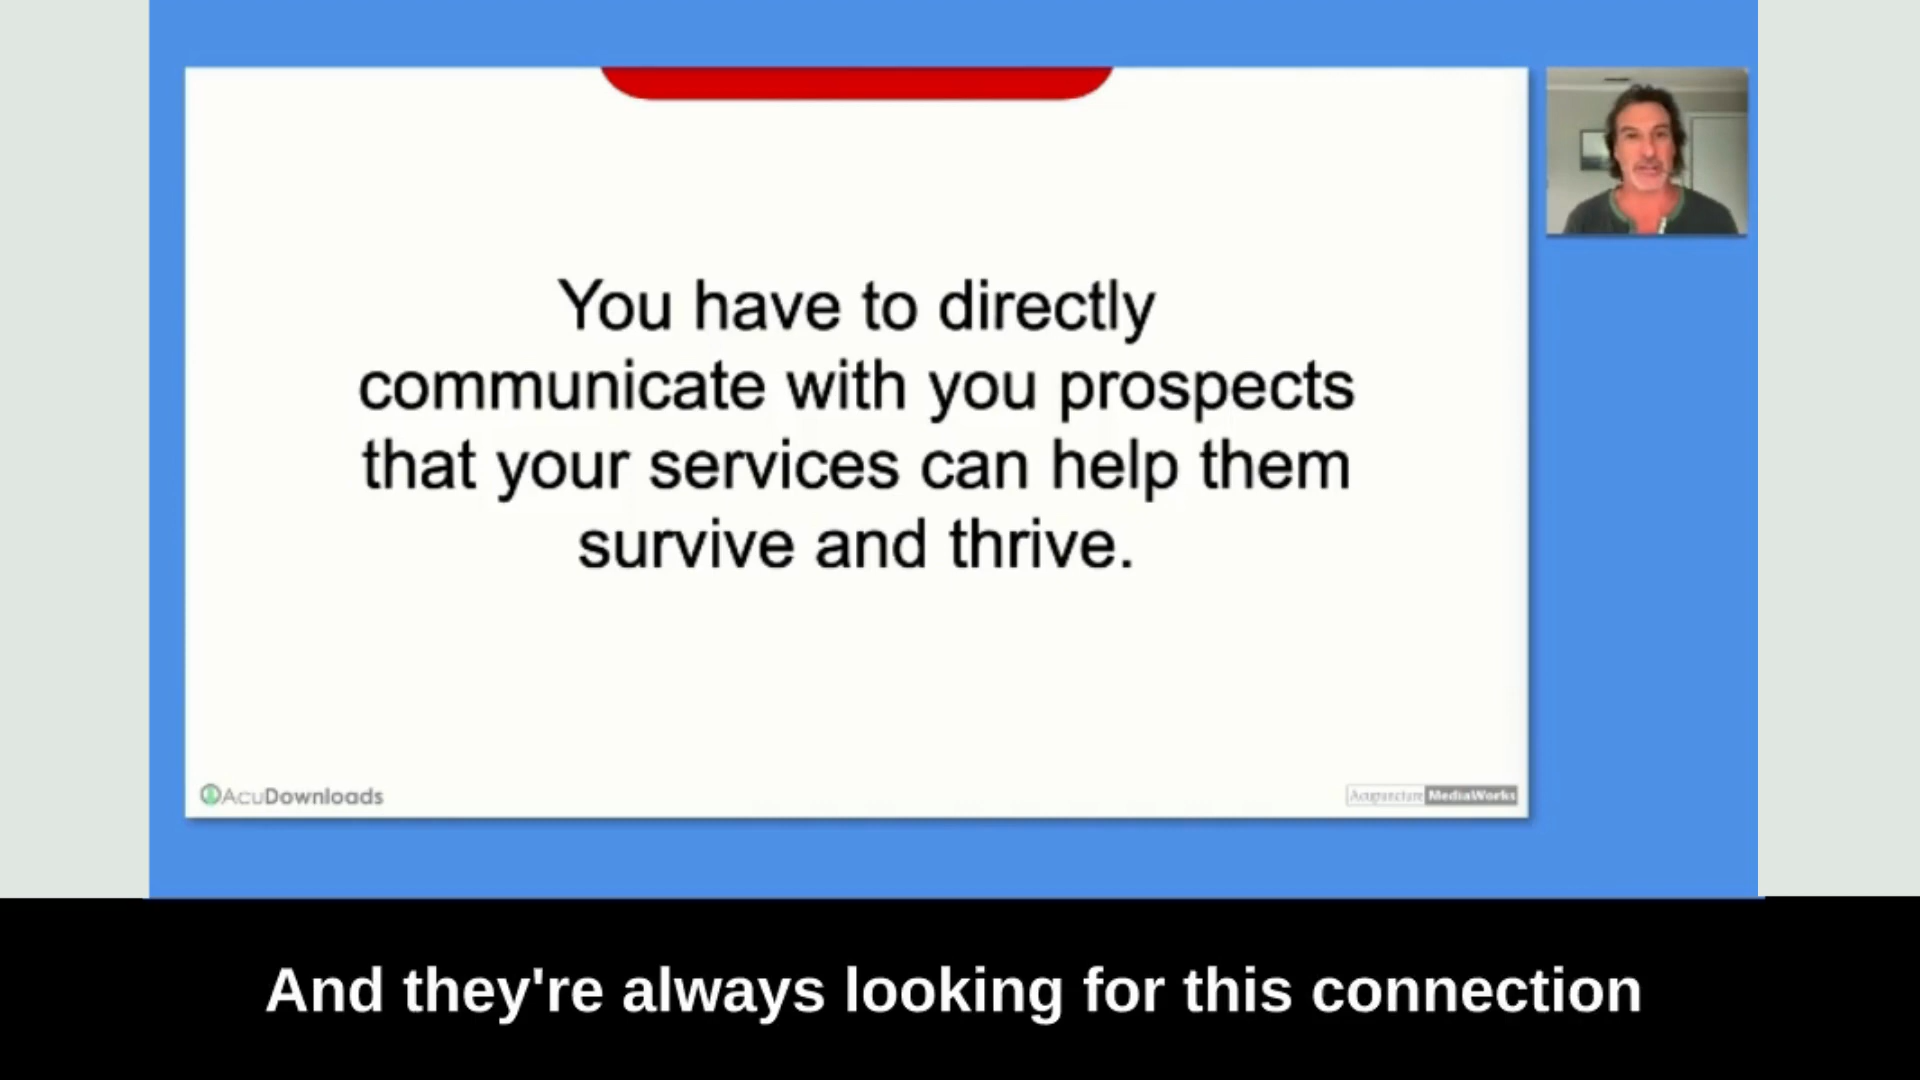 You have to directly
communicate with you prospects
that your services can help them
survive and thrive.
AcuDownloads
Acupuncture MediaWorks
And they're always looking for this connection